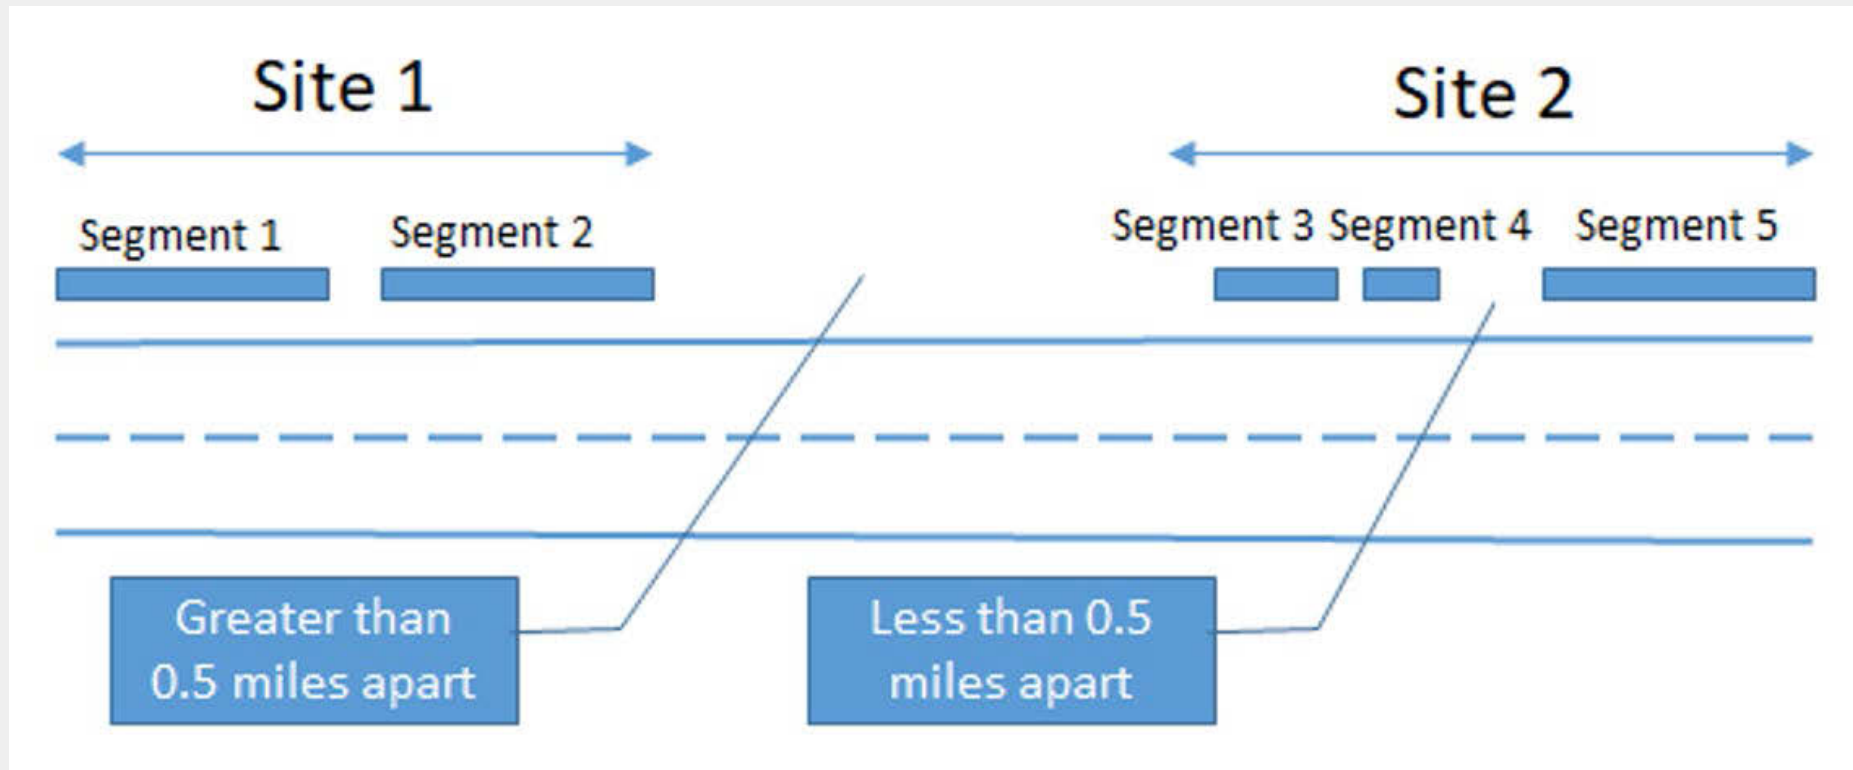 Site 1
Site 2
Segment 1
Segment 2
Segment 3
Segment 4
Segment 5
Greater than
0.5 miles apart
Less than 0.5
miles apart